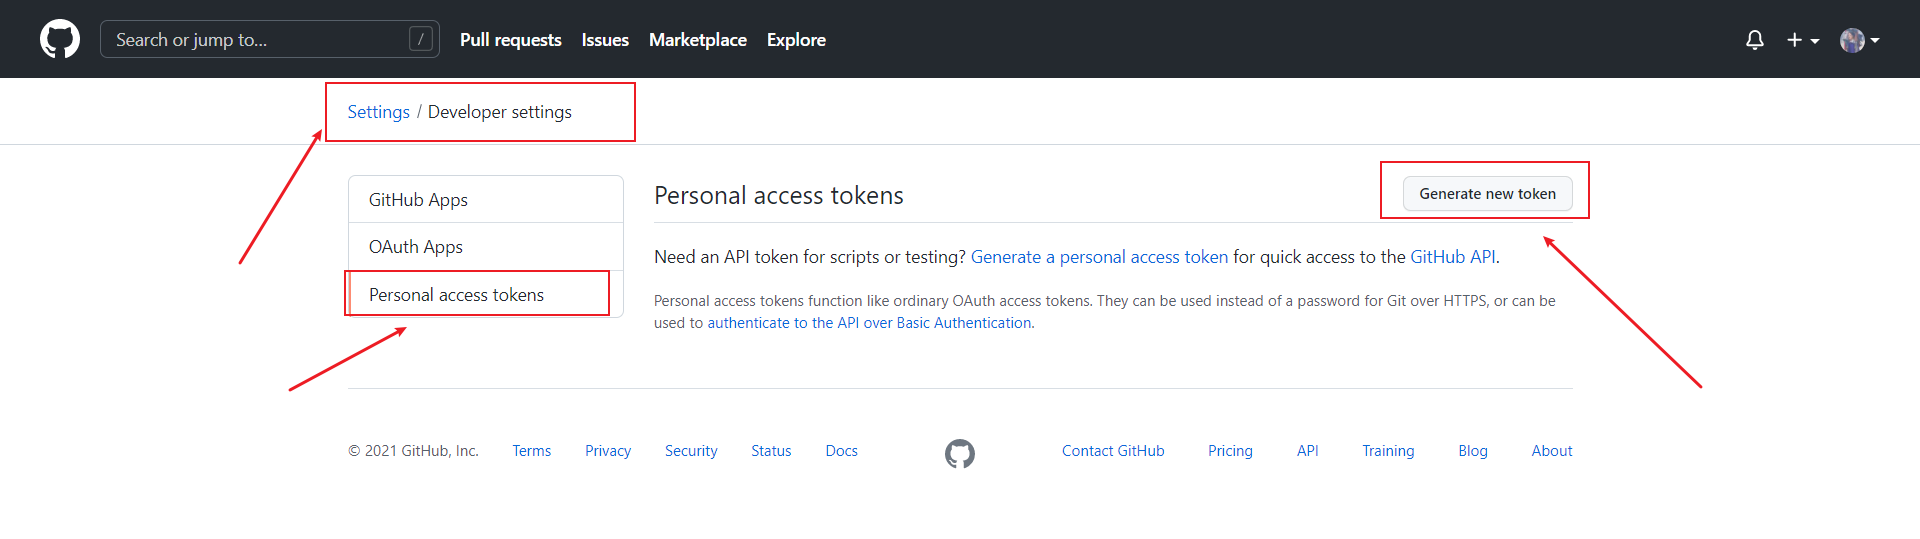 Search or jump to... /
Pull requests Issues Marketplace Explore
Settings / Developer settings
GitHub Apps
OAuth Apps
Personal access tokens
Personal access tokens
Generate new token
Need an API token for scripts or testing? Generate a personal access token for quick access to the GitHub API.
Personal access tokens function like ordinary OAuth access tokens. They can be used instead of a password for Git over HTTPS, or can be
used to authenticate to the API over Basic Authentication.
© 2021 GitHub, Inc. Terms Privacy Security Status Docs Contact GitHub Pricing API Training Blog About